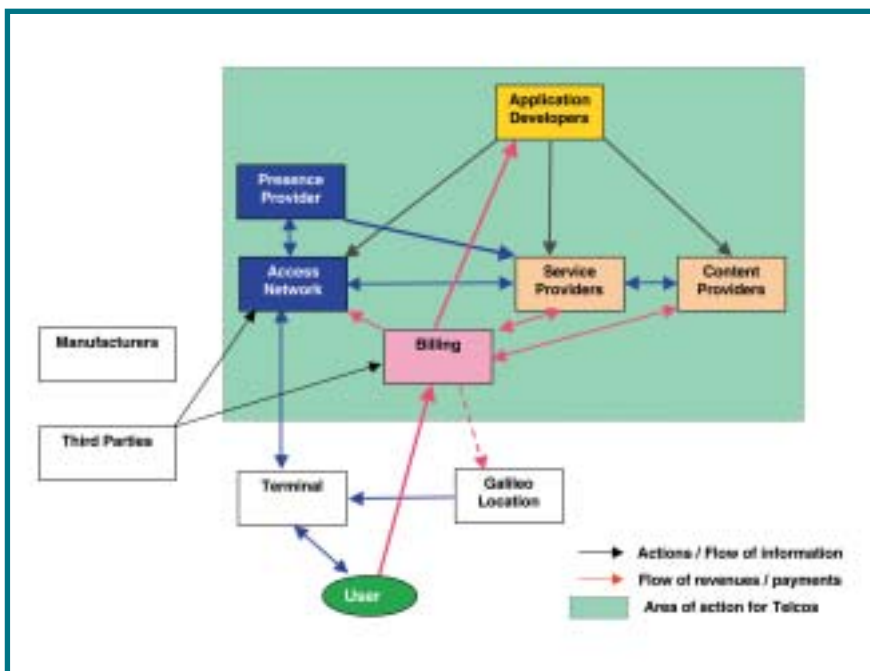 Application
Developers
Presence
Provider
Access
Network
Service
Providers
Content
Providers
Manufacturers
Billing
Third Parties
Terminal
Galileo
Location
User
Actions / Flow of information
Flow of revenues / payments
Area of action for Telcos